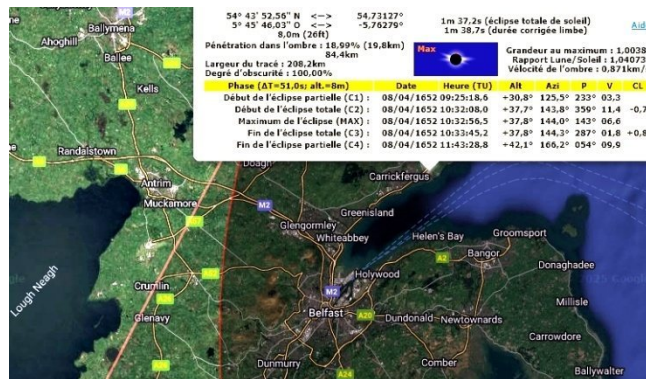 54° 43' 52,56" N <--> 54,73127°
5° 45' 46,03" O <--> -5,76279°
8,0m (26ft)
1m 37,2s (éclipse totale de soleil)
1m 38,7s (durée corrigée limbe)
Aide
Pénétration dans l'ombre : 18,99% (19,8km)
84,4km
Largeur du tracé : 208,2km
Degré d'obscurité : 100,00%
Max
Grandeur au maximum : 1,0038
Rapport Lune/Soleil : 1,04073
Vélocité de l'ombre : 0,871km/s
Phase (ΔT=51,0s; alt.=8m) Date Heure (TU) Alt Azi P V CL
Début de l'éclipse partielle (C1) : 08/04/1652 09:25:18,6 +30,8° 125,5° 233° 03,3
Début de l'éclipse totale (C2) : 08/04/1652 10:32:08,0 +37,7° 143,8° 359° 11,4 -0,7
Maximum de l'éclipse (MAX) : 08/04/1652 10:32:56,5 +37,8° 144,0° 143° 06,6
Fin de l'éclipse totale (C3) : 08/04/1652 10:33:45,2 +37,8° 144,3° 287° 01,8 +0,8
Fin de l'éclipse partielle (C4) : 08/04/1652 11:43:28,8 +42,1° 166,2° 054° 09,9
M2
Ballymena
Ahoghill
Ballee
Kells
Randalstown
Doagh
Antrim
Muckamore
Carrickfergus
M2
Greenisland
Glengormley
Whiteabbey
Helen's Bay
Groomsport
Bangor
A2
Holywood
Donaghadee
Lough Neagh
Crumlin
M2
Belfast
A20
Dundonald
Newtownards
Millisle
Glenavy
Carrowdore
Dunmurry
A24
Comber
Ballywalter